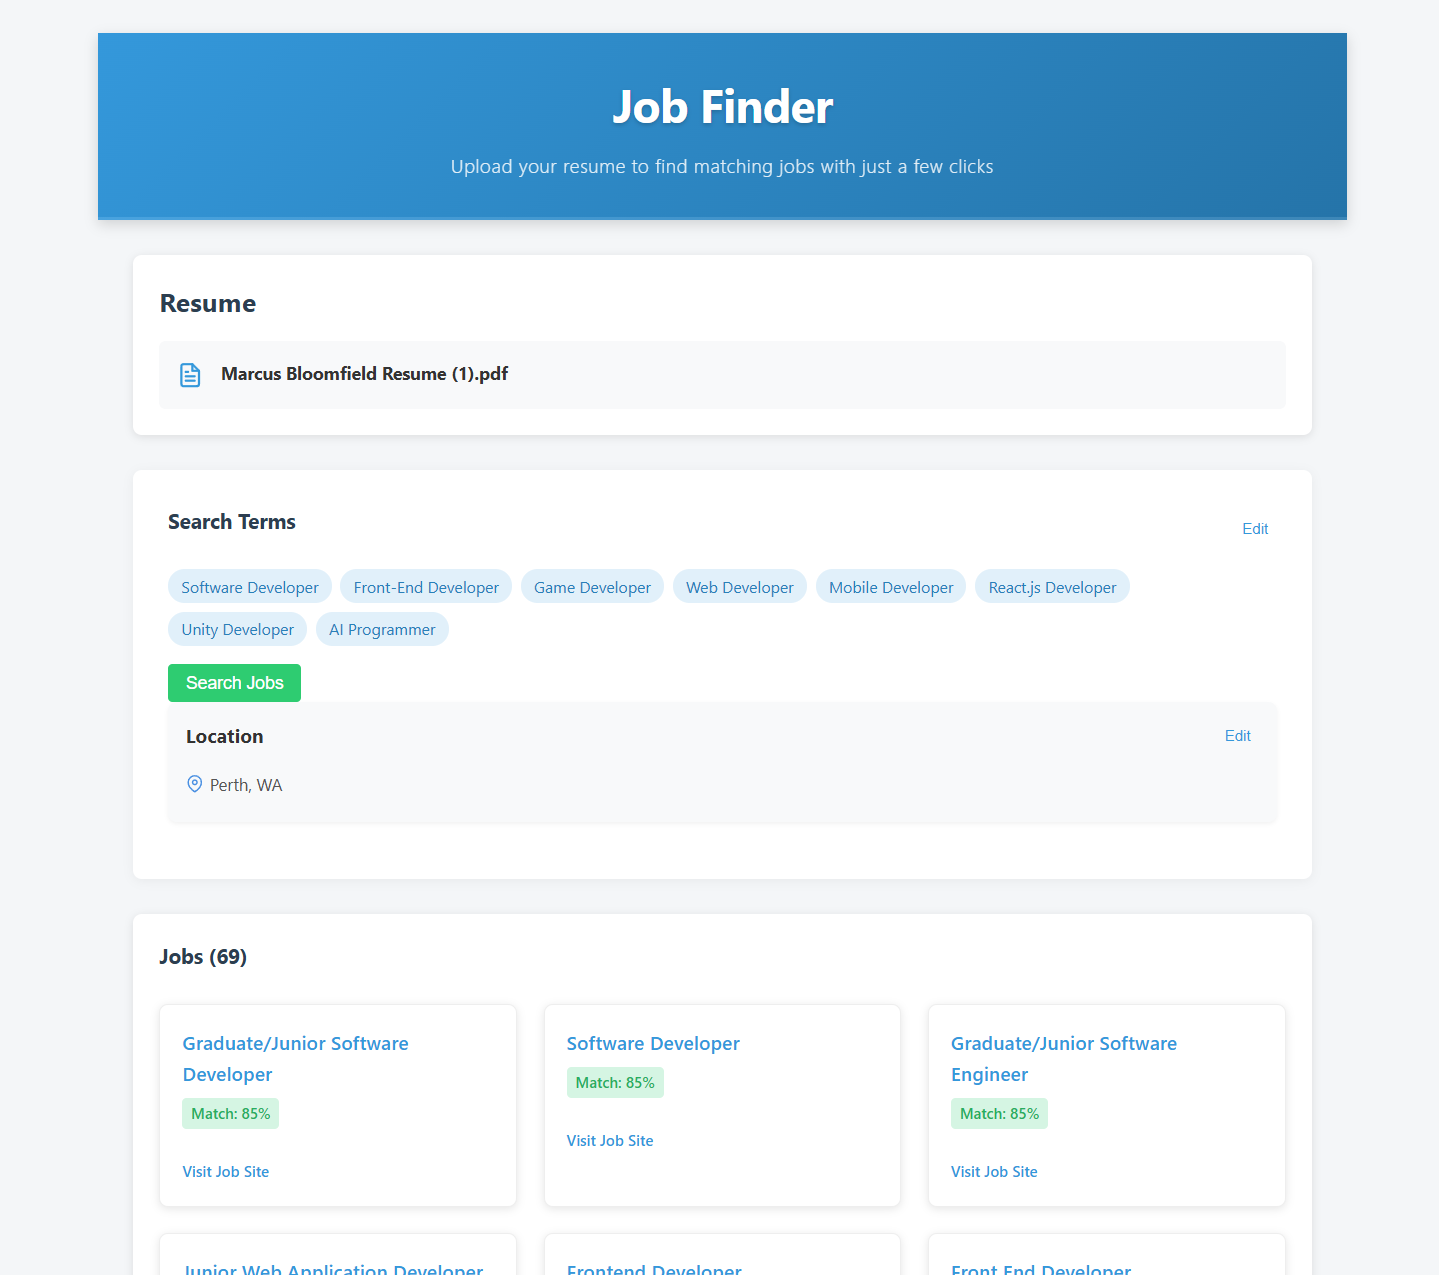 Job Finder
Upload your resume to find matching jobs with just a few clicks
Resume
Marcus Bloomfield Resume (1).pdf
Search Terms
Edit
Software Developer
Front-End Developer
Game Developer
Web Developer
Mobile Developer
React.js Developer
Unity Developer
AI Programmer
Search Jobs
Location
Edit
Perth, WA
Jobs (69)
Graduate/Junior Software
Developer
Match: 85%
Visit Job Site
Software Developer
Match: 85%
Visit Job Site
Graduate/Junior Software
Engineer
Match: 85%
Visit Job Site
Junior Web Application Developer
Frontend Developer
Front End Developer